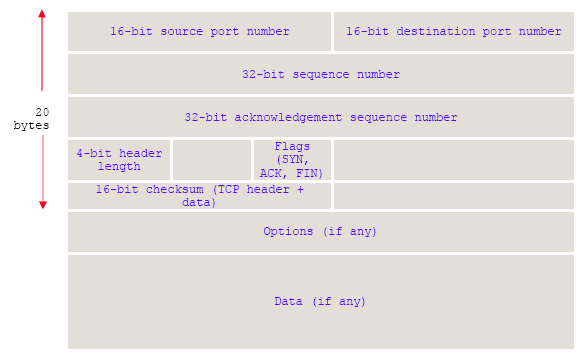 16-bit source port number
16-bit destination port number
32-bit sequence number
20
bytes
32-bit acknowledgement sequence number
4-bit header
length
Flags
(SYN,
ACK, FIN)
16-bit checksum (TCP header +
data)
Options (if any)
Data (if any)